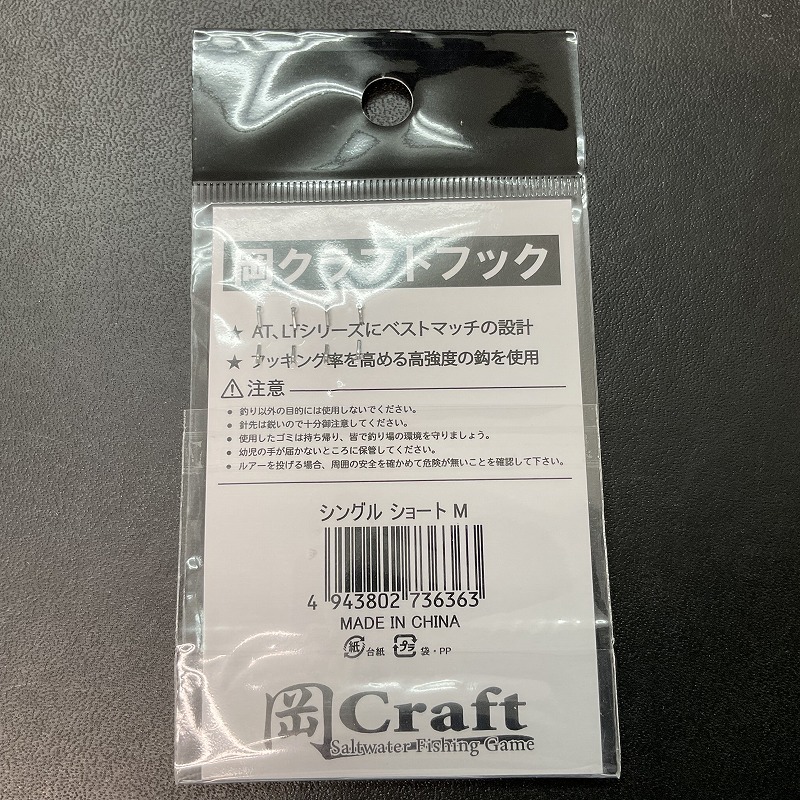 岡クラフトフック
★ AT、LTシリーズにベストマッチの設計
★ フッキング率を高める高強度の鈎を使用
⚠注意
● 釣り以外の目的には使用しないでください。
● 針先は鋭いので十分御注意してください。
● 使用したゴミは持ち帰り、皆で釣り場の環境を守りましょう。
● 幼児の手が届かないところに保管してください。
● ルアーを投げる場合、周囲の安全を確かめて危険が無いことを確認して下さい。
シングル ショート M
4 943802 736363
MADE IN CHINA
紙 台紙 プラ 袋・PP
岡Craft
Saltwater Fishing Game